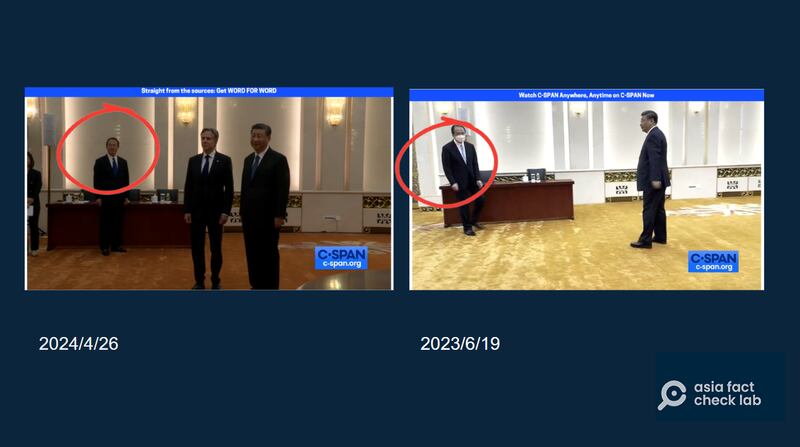 Straight from the sources: Get WORD FOR WORD
Watch C-SPAN Anywhere, Anytime on C-SPAN Now
C-SPAN
c-span.org
C-SPAN
c-span.org
2024/4/26
2023/6/19
asia fact
check lab